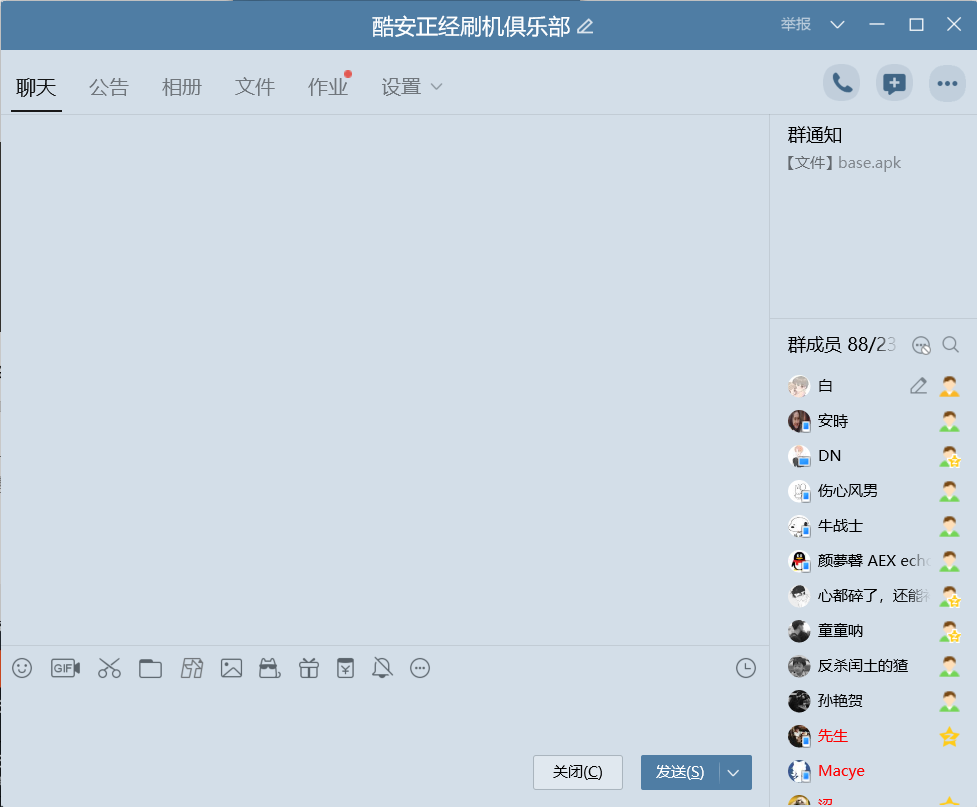 酷安正经刷机俱乐部
举报
聊天 公告 相册 文件 作业 设置
群通知
【文件】base.apk
群成员 88/23
白
安時
DN
伤心风男
牛战士
颜夢馨 AEX echo
心都碎了，还能
童童呐
反杀闰土的猹
孙艳贺
先生
Macye
GIF
关闭(C) 发送(S)